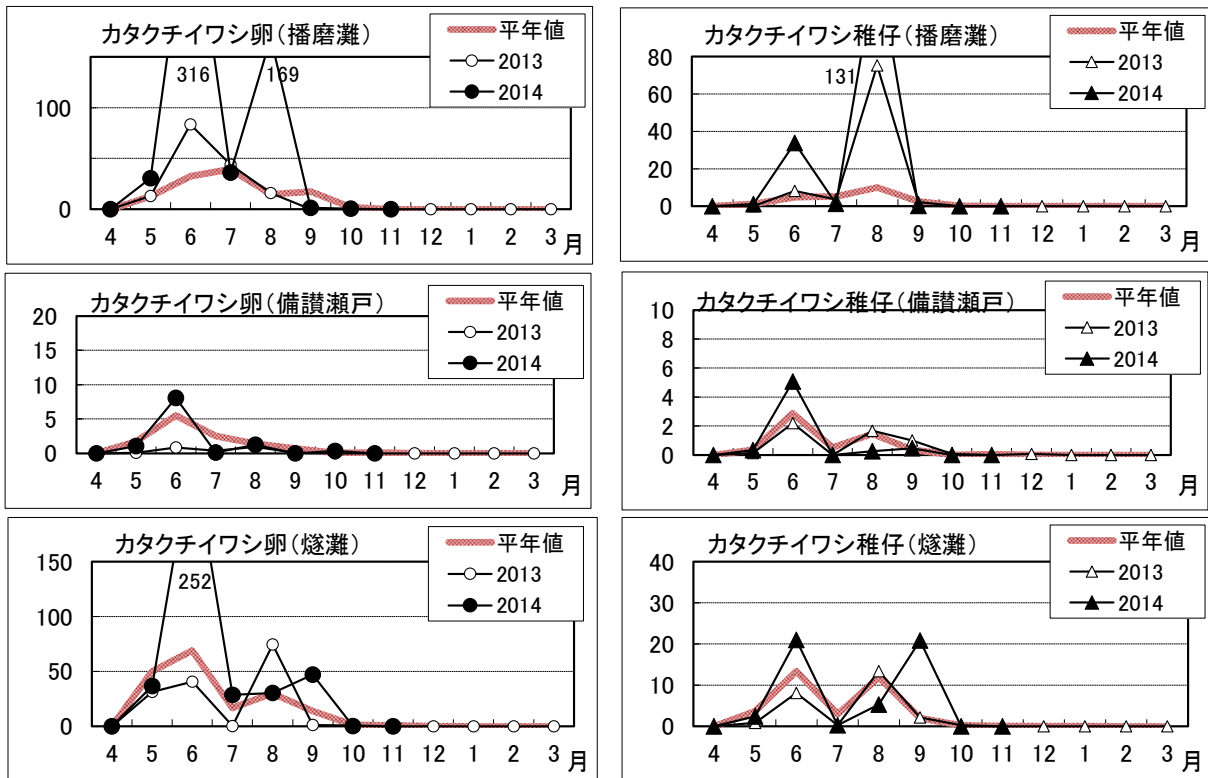 カタクチイワシ卵(播磨灘)
平年値
2013
2014
316
169
100
0
4 5 6 7 8 9 10 11 12 1 2 3 月
カタクチイワシ稚仔(播磨灘)
平年値
2013
2014
131
80
60
40
20
0
4 5 6 7 8 9 10 11 12 1 2 3 月
カタクチイワシ卵(備讃瀬戸)
平年値
2013
2014
20
15
10
5
0
4 5 6 7 8 9 10 11 12 1 2 3 月
カタクチイワシ稚仔(備讃瀬戸)
平年値
2013
2014
10
8
6
4
2
0
4 5 6 7 8 9 10 11 12 1 2 3 月
カタクチイワシ卵(燧灘)
平年値
2013
2014
252
150
100
50
0
4 5 6 7 8 9 10 11 12 1 2 3 月
カタクチイワシ稚仔(燧灘)
平年値
2013
2014
40
30
20
10
0
4 5 6 7 8 9 10 11 12 1 2 3 月